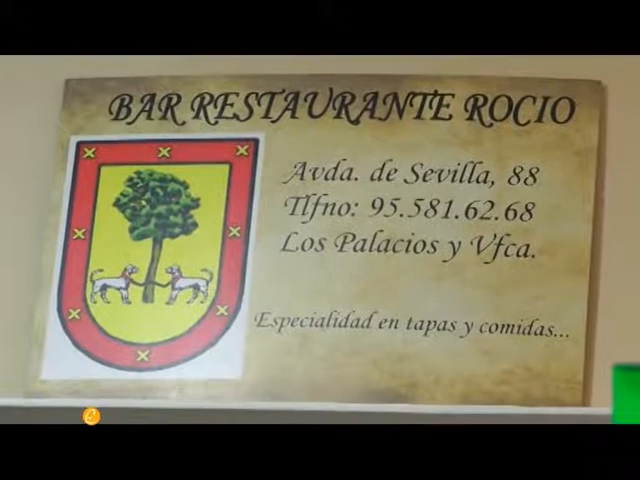 BAR RESTAURANTE ROCIO
Avda. de Sevilla, 88
Tlfno: 95.581.62.68
Los Palacios y Vfca.
Especialidad en tapas y comidas...